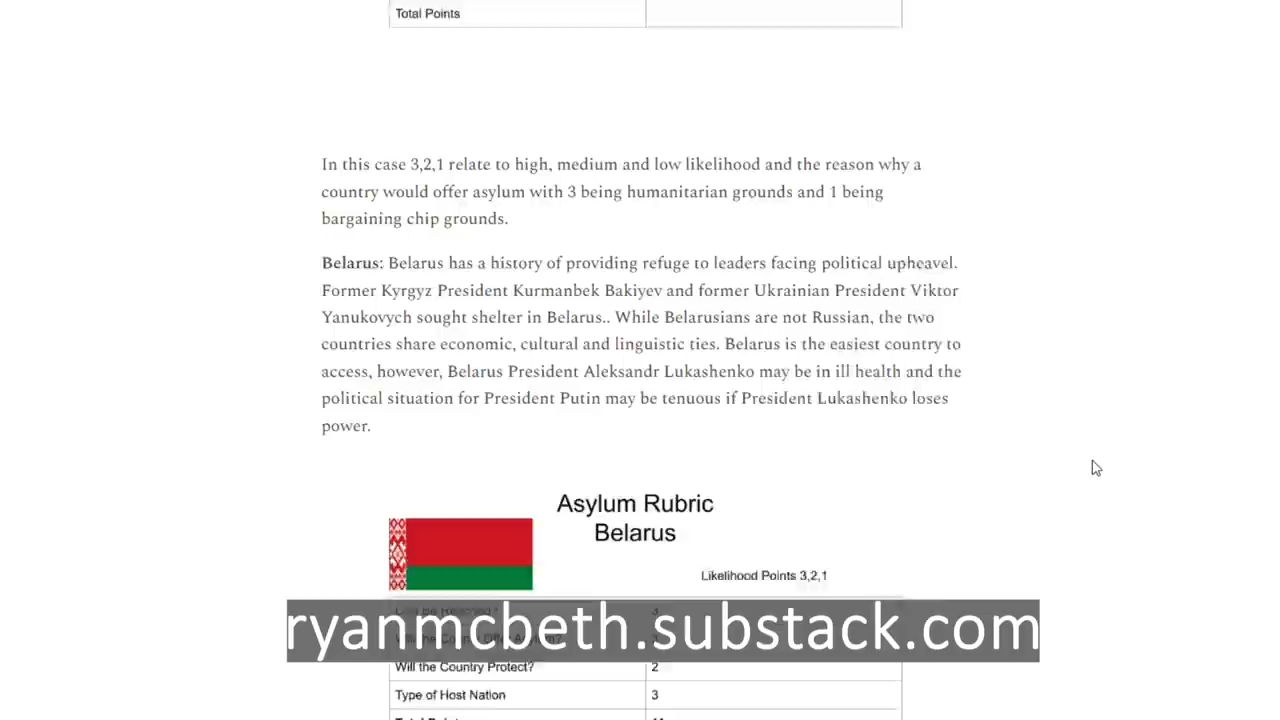 Total Points
In this case 3,2,1 relate to high, medium and low likelihood and the reason why a
country would offer asylum with 3 being humanitarian grounds and 1 being
bargaining chip grounds.
Belarus: Belarus has a history of providing refuge to leaders facing political upheavel.
Former Kyrgyz President Kurmanbek Bakiyev and former Ukrainian President Viktor
Yanukovych sought shelter in Belarus.. While Belarusians are not Russian, the two
countries share economic, cultural and linguistic ties. Belarus is the easiest country to
access, however, Belarus President Aleksandr Lukashenko may be in ill health and the
political situation for President Putin may be tenuous if President Lukashenko loses
power.
Asylum Rubric
Belarus
Likelihood Points 3,2,1
ryanmcbeth.substack.com
Will the Country Protect? 2
Type of Host Nation 3